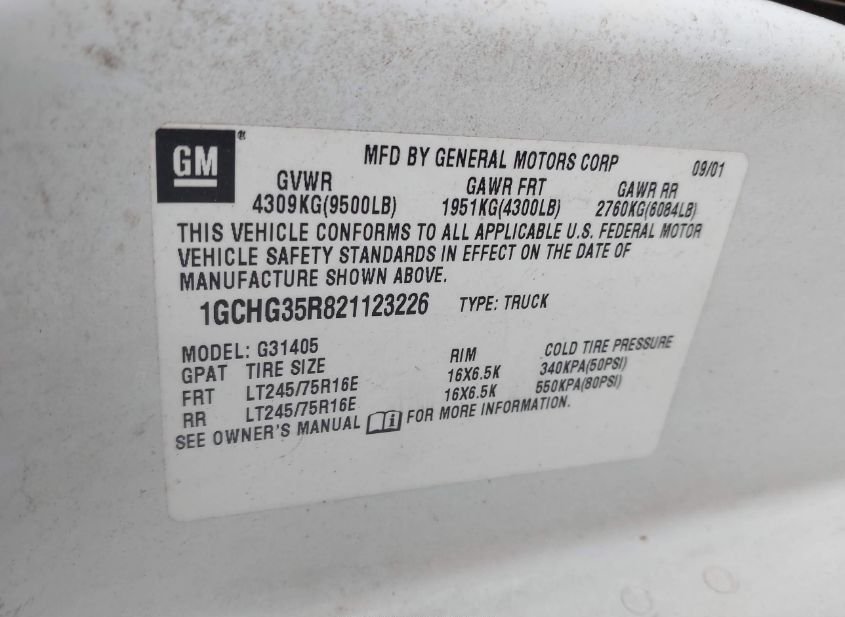 GM®
MFD BY GENERAL MOTORS CORP 09/01
GVWR GAWR FRT GAWR RR
4309KG(9500LB) 1951KG(4300LB) 2760KG(6084LB)
THIS VEHICLE CONFORMS TO ALL APPLICABLE U.S. FEDERAL MOTOR
VEHICLE SAFETY STANDARDS IN EFFECT ON THE DATE OF
MANUFACTURE SHOWN ABOVE.
1GCHG35R821123226 TYPE: TRUCK
MODEL: G31405
GPAT TIRE SIZE RIM COLD TIRE PRESSURE
FRT LT245/75R16E 16X6.5K 340KPA(50PSI)
RR LT245/75R16E 16X6.5K 550KPA(80PSI)
SEE OWNER'S MANUAL i FOR MORE INFORMATION.